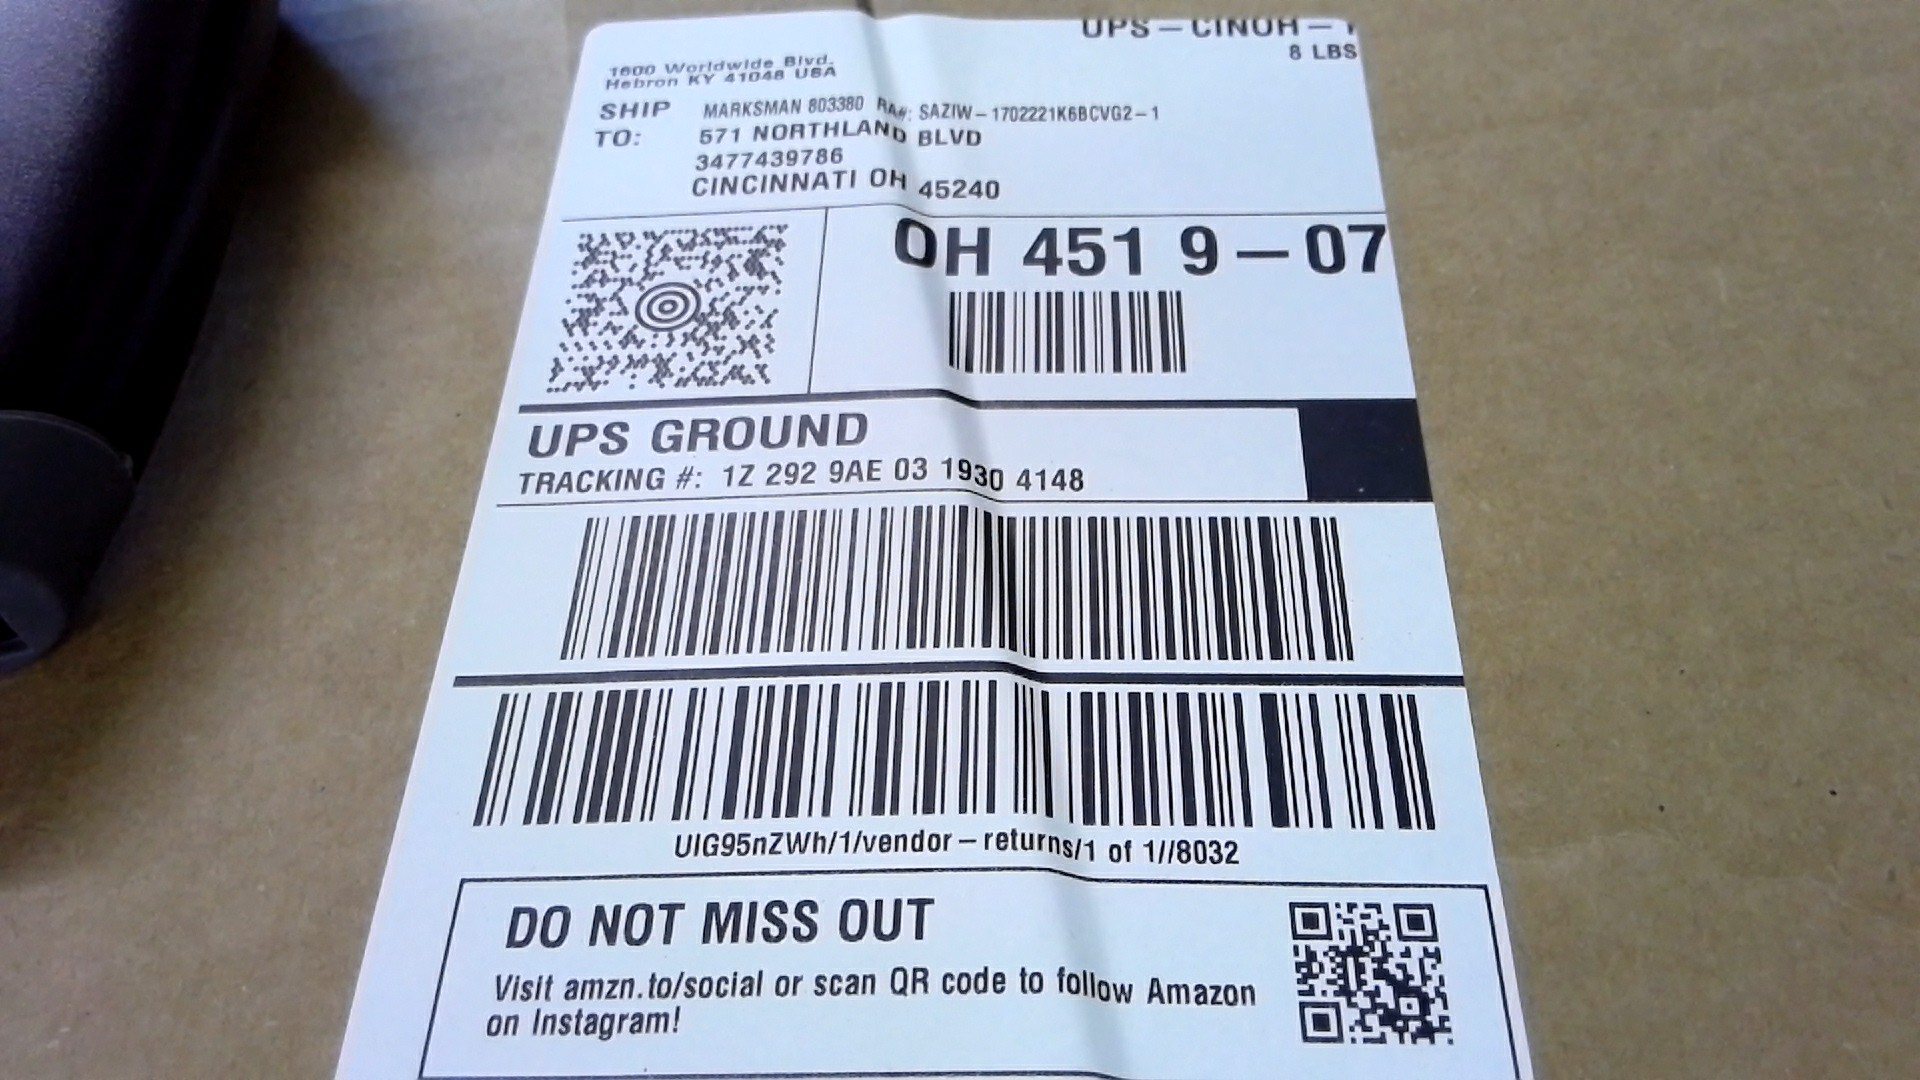 UPS – CINOH –
8 LBS
1600 Worldwide Blvd.
Hebron KY 41048 USA
SHIP TO:
MARKSMAN 803380 RA#: SAZIW–1702221K6BCVG2–1
571 NORTHLAND BLVD
3477439786
CINCINNATI OH 45240
OH 451 9–07
UPS GROUND
TRACKING #: 1Z 292 9AE 03 1930 4148
UIG95nZWh/1/vendor–returns/1 of 1//8032
DO NOT MISS OUT
Visit amzn.to/social or scan QR code to follow Amazon
on Instagram!